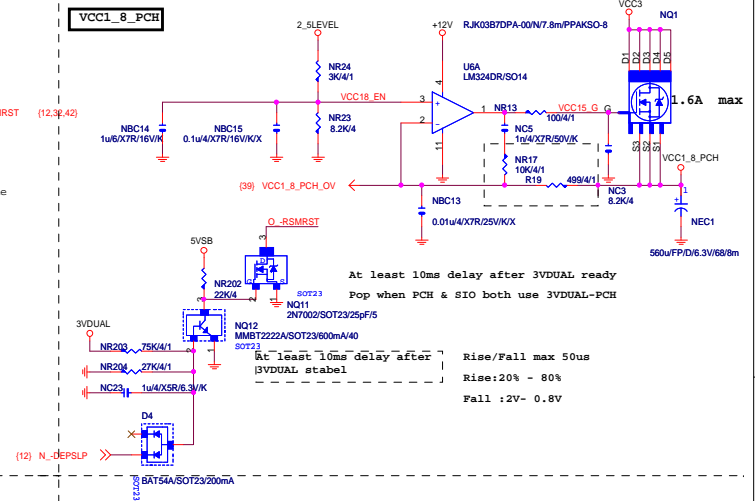 VCC1_8_PCH
2_5LEVEL
+12V
RJK03B7DPA-00/N/7.8m/PPAKSO-8
VCC3
NQ1
D1
D2
D3
D4
D5
NR24
3K/4/1
U6A
LM324DR/SO14
4
VCC18_EN
3
+
1
NR13
VCC15_G
G
1.6A max
RST {12,32,42}
NR23
8.2K/4
2
-
100/4/1
NBC14
1u/6/X7R/16V/K
NBC15
0.1u/4/X7R/16V/K/X
11
NC5
1n/4/X7R/50V/K
S3
S2
S1
NR17
10K/4/1
VCC1_8_PCH
R19
499/4/1
{39} VCC1_8_PCH_OV
e
NBC13
0.01u/4/X7R/25V/K/X
NC3
8.2K/4
+
1
NEC1
O_-RSMRST
560u/FP/D/6.3V/68/8m
5VSB
3
D
G
S
NR202
22K/4
SOT23
At least 10ms delay after 3VDUAL ready
Pop when PCH & SIO both use 3VDUAL-PCH
3
2
1
NQ11
2N7002/SOT23/25pF/5
3VDUAL
NQ12
MMBT2222A/SOT23/600mA/40
SOT23
2
1
NR203
75K/4/1
At least 10ms delay after
3VDUAL stabel
Rise/Fall max 50us
NR204
27K/4/1
Rise:20% - 80%
NC23
1u/4/X5R/6.3V/K
Fall :2V- 0.8V
D4
{12} N_-DEPSLP
BAT54A/SOT23/200mA
SOT23